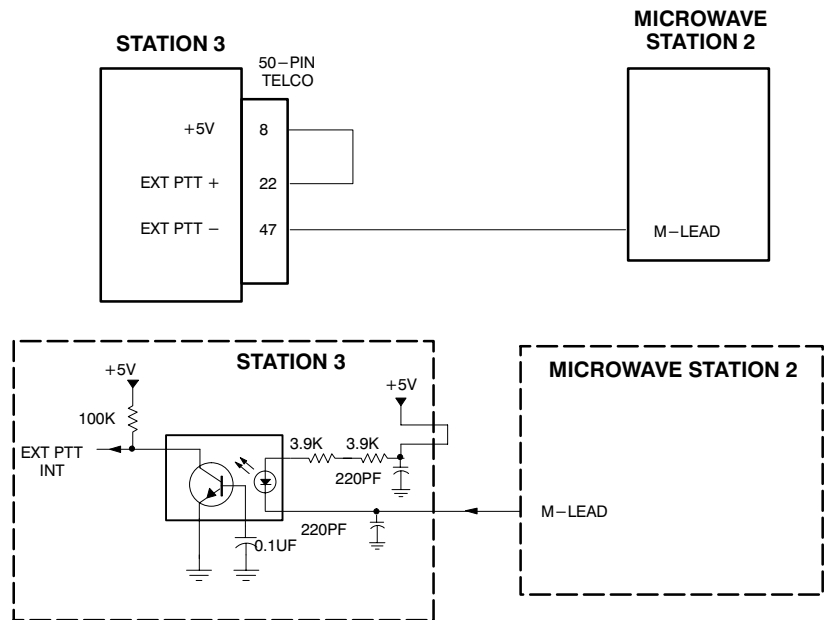 STATION 3
MICROWAVE
STATION 2
50–PIN
TELCO
+5V
8
EXT PTT +
22
EXT PTT –
47
M–LEAD
STATION 3
MICROWAVE STATION 2
+5V
+5V
100K
3.9K
3.9K
EXT PTT
INT
220PF
M–LEAD
220PF
0.1UF